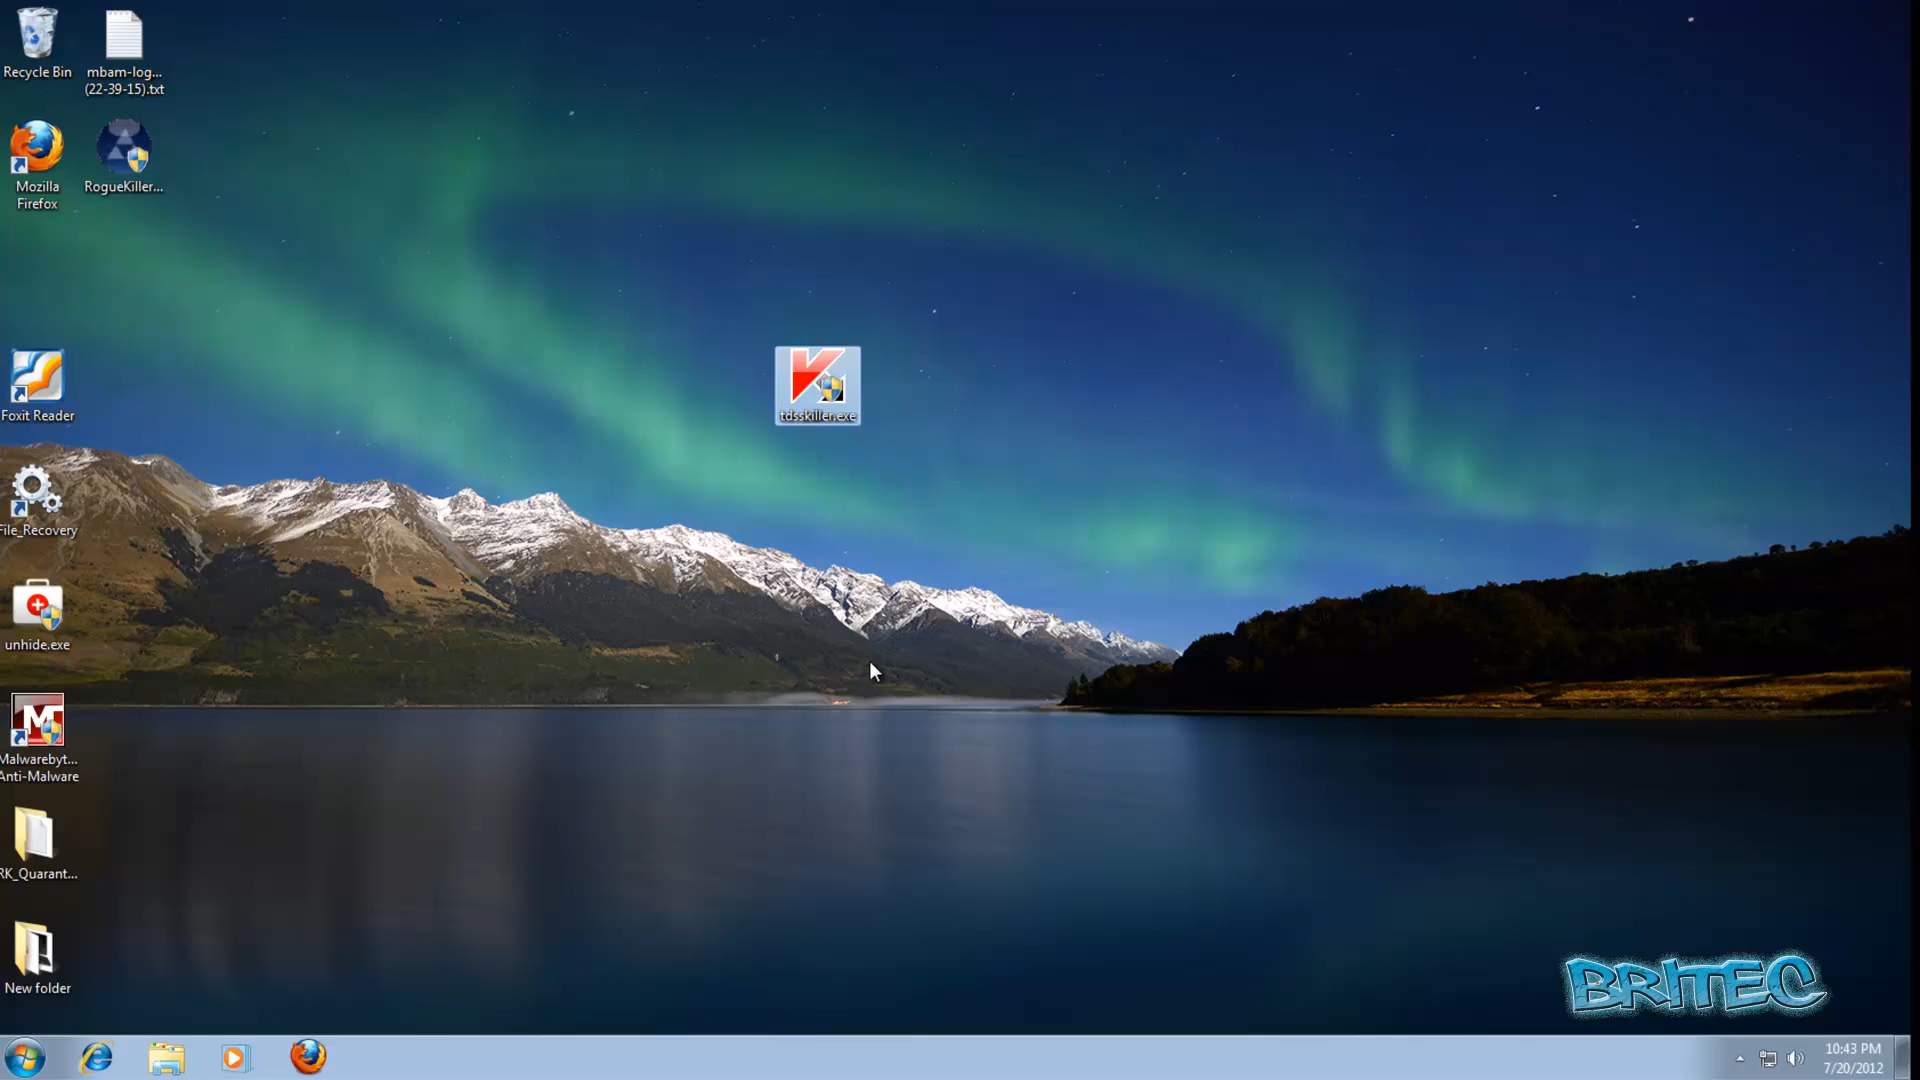 Recycle Bin
mbam-log...
(22-39-15).txt
Mozilla
Firefox
RogueKiller...
tdsskiller.exe
Foxit Reader
File_Recovery
unhide.exe
Malwarebyt...
Anti-Malware
RK_Quarant...
New folder
BRITEC
10:43 PM
7/20/2012